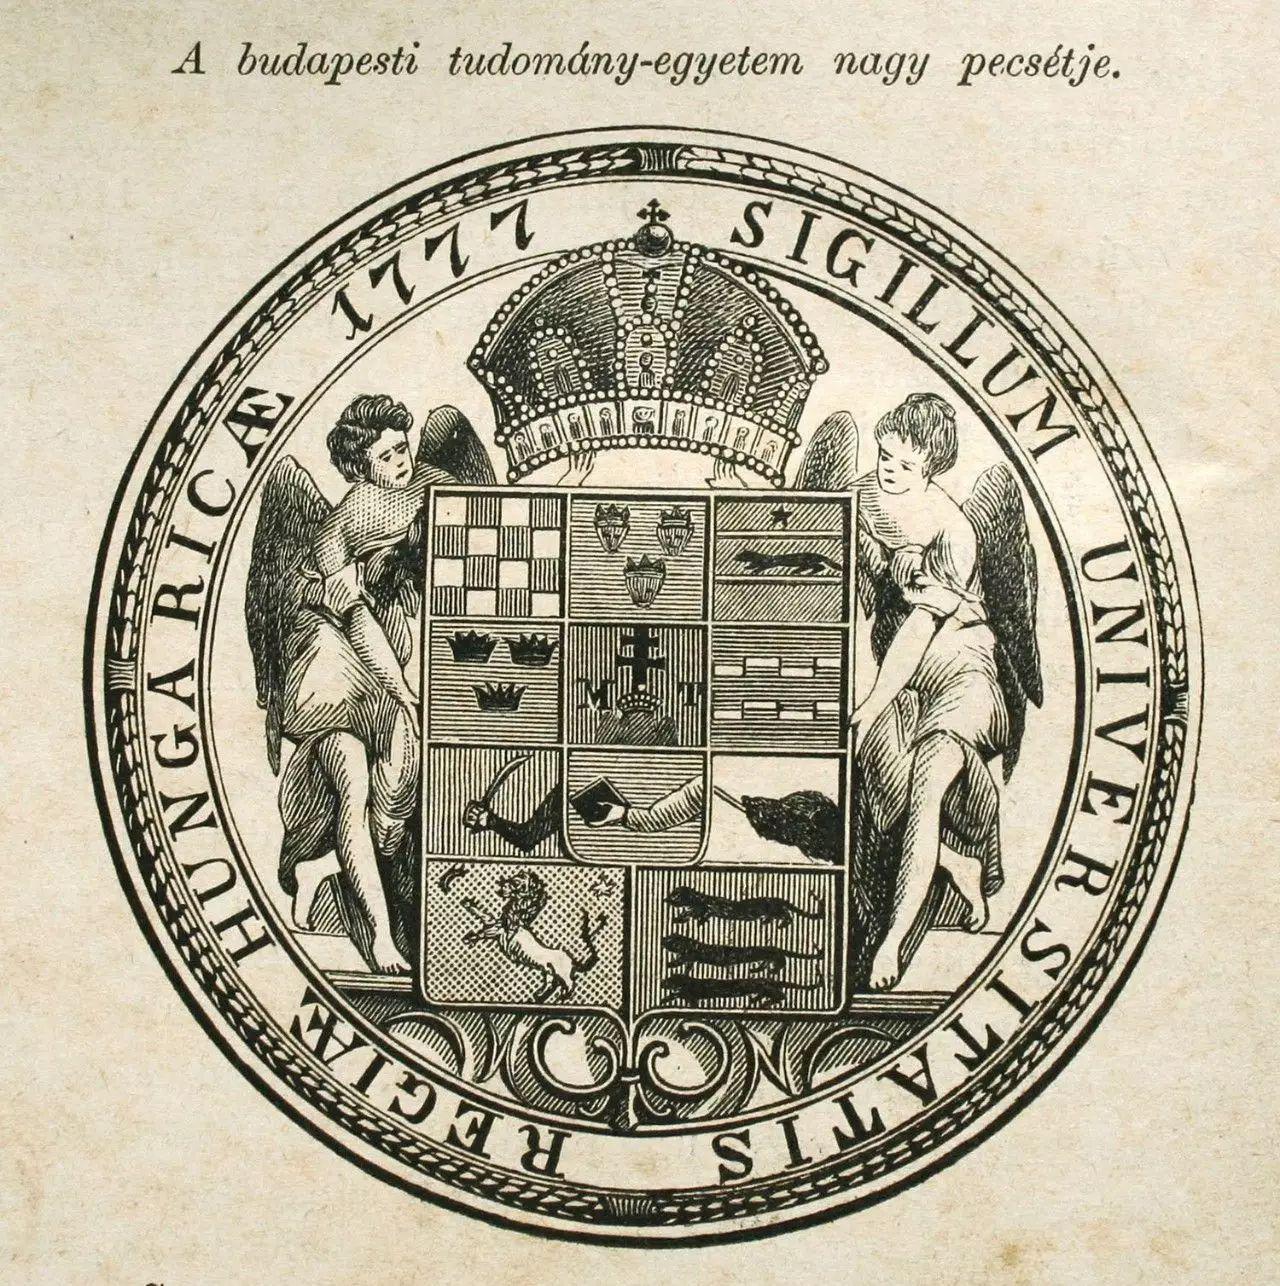 A budapesti tudomány-egyetem nagy pecsétje.
SIGILLUM UNIVERSITATIS REGIÆ HUNGARICÆ 1777
M T